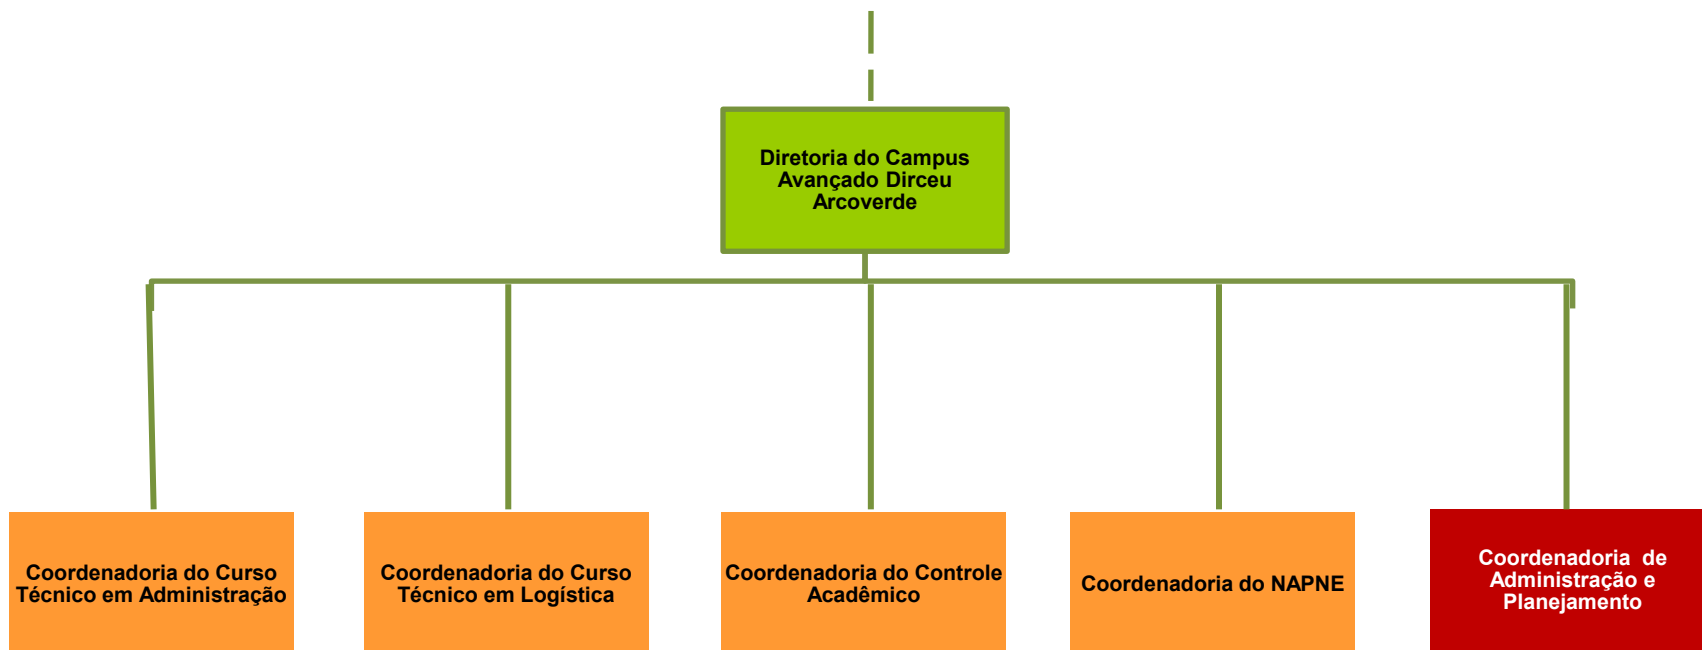 Diretoria do Campus
Avançado Dirceu
Arcoverde
Coordenadoria do Curso
Técnico em Administração
Coordenadoria do Curso
Técnico em Logística
Coordenadoria do Controle
Acadêmico
Coordenadoria do NAPNE
Coordenadoria de
Administração e
Planejamento